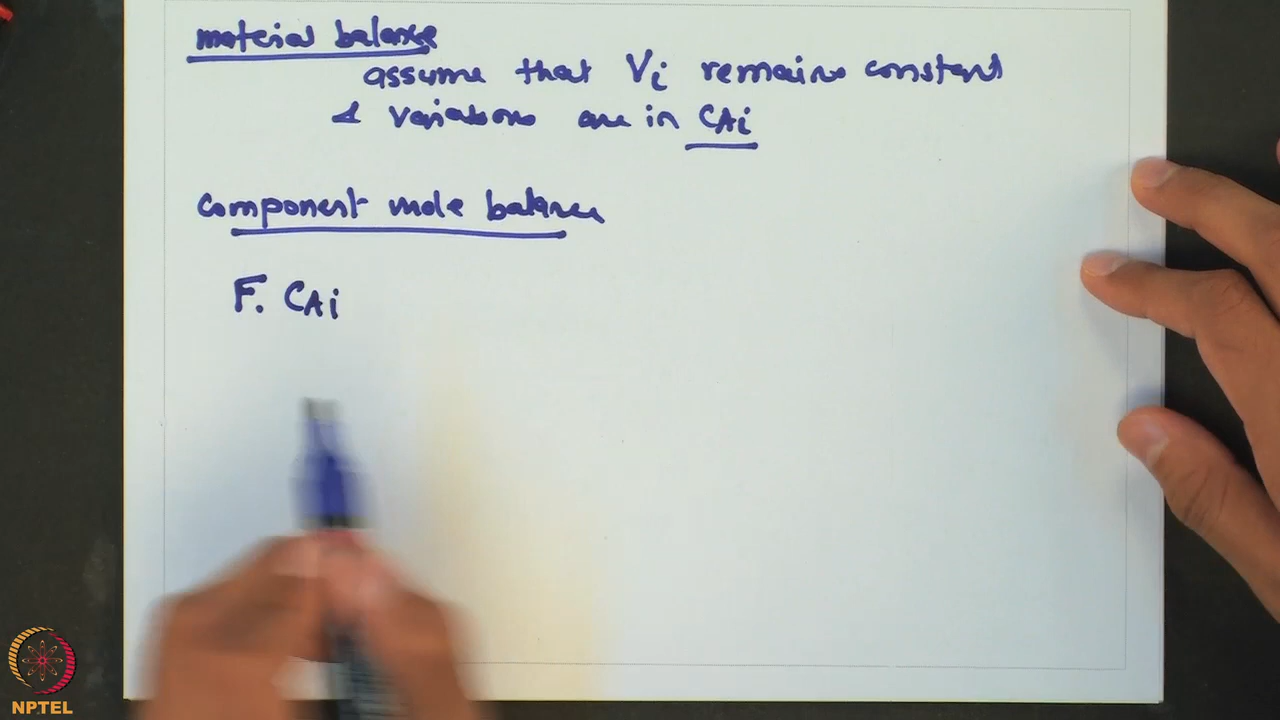 material balance
assume that Vi remains constant
& variations are in CAi
component mole balance
F. CAi
NPTEL